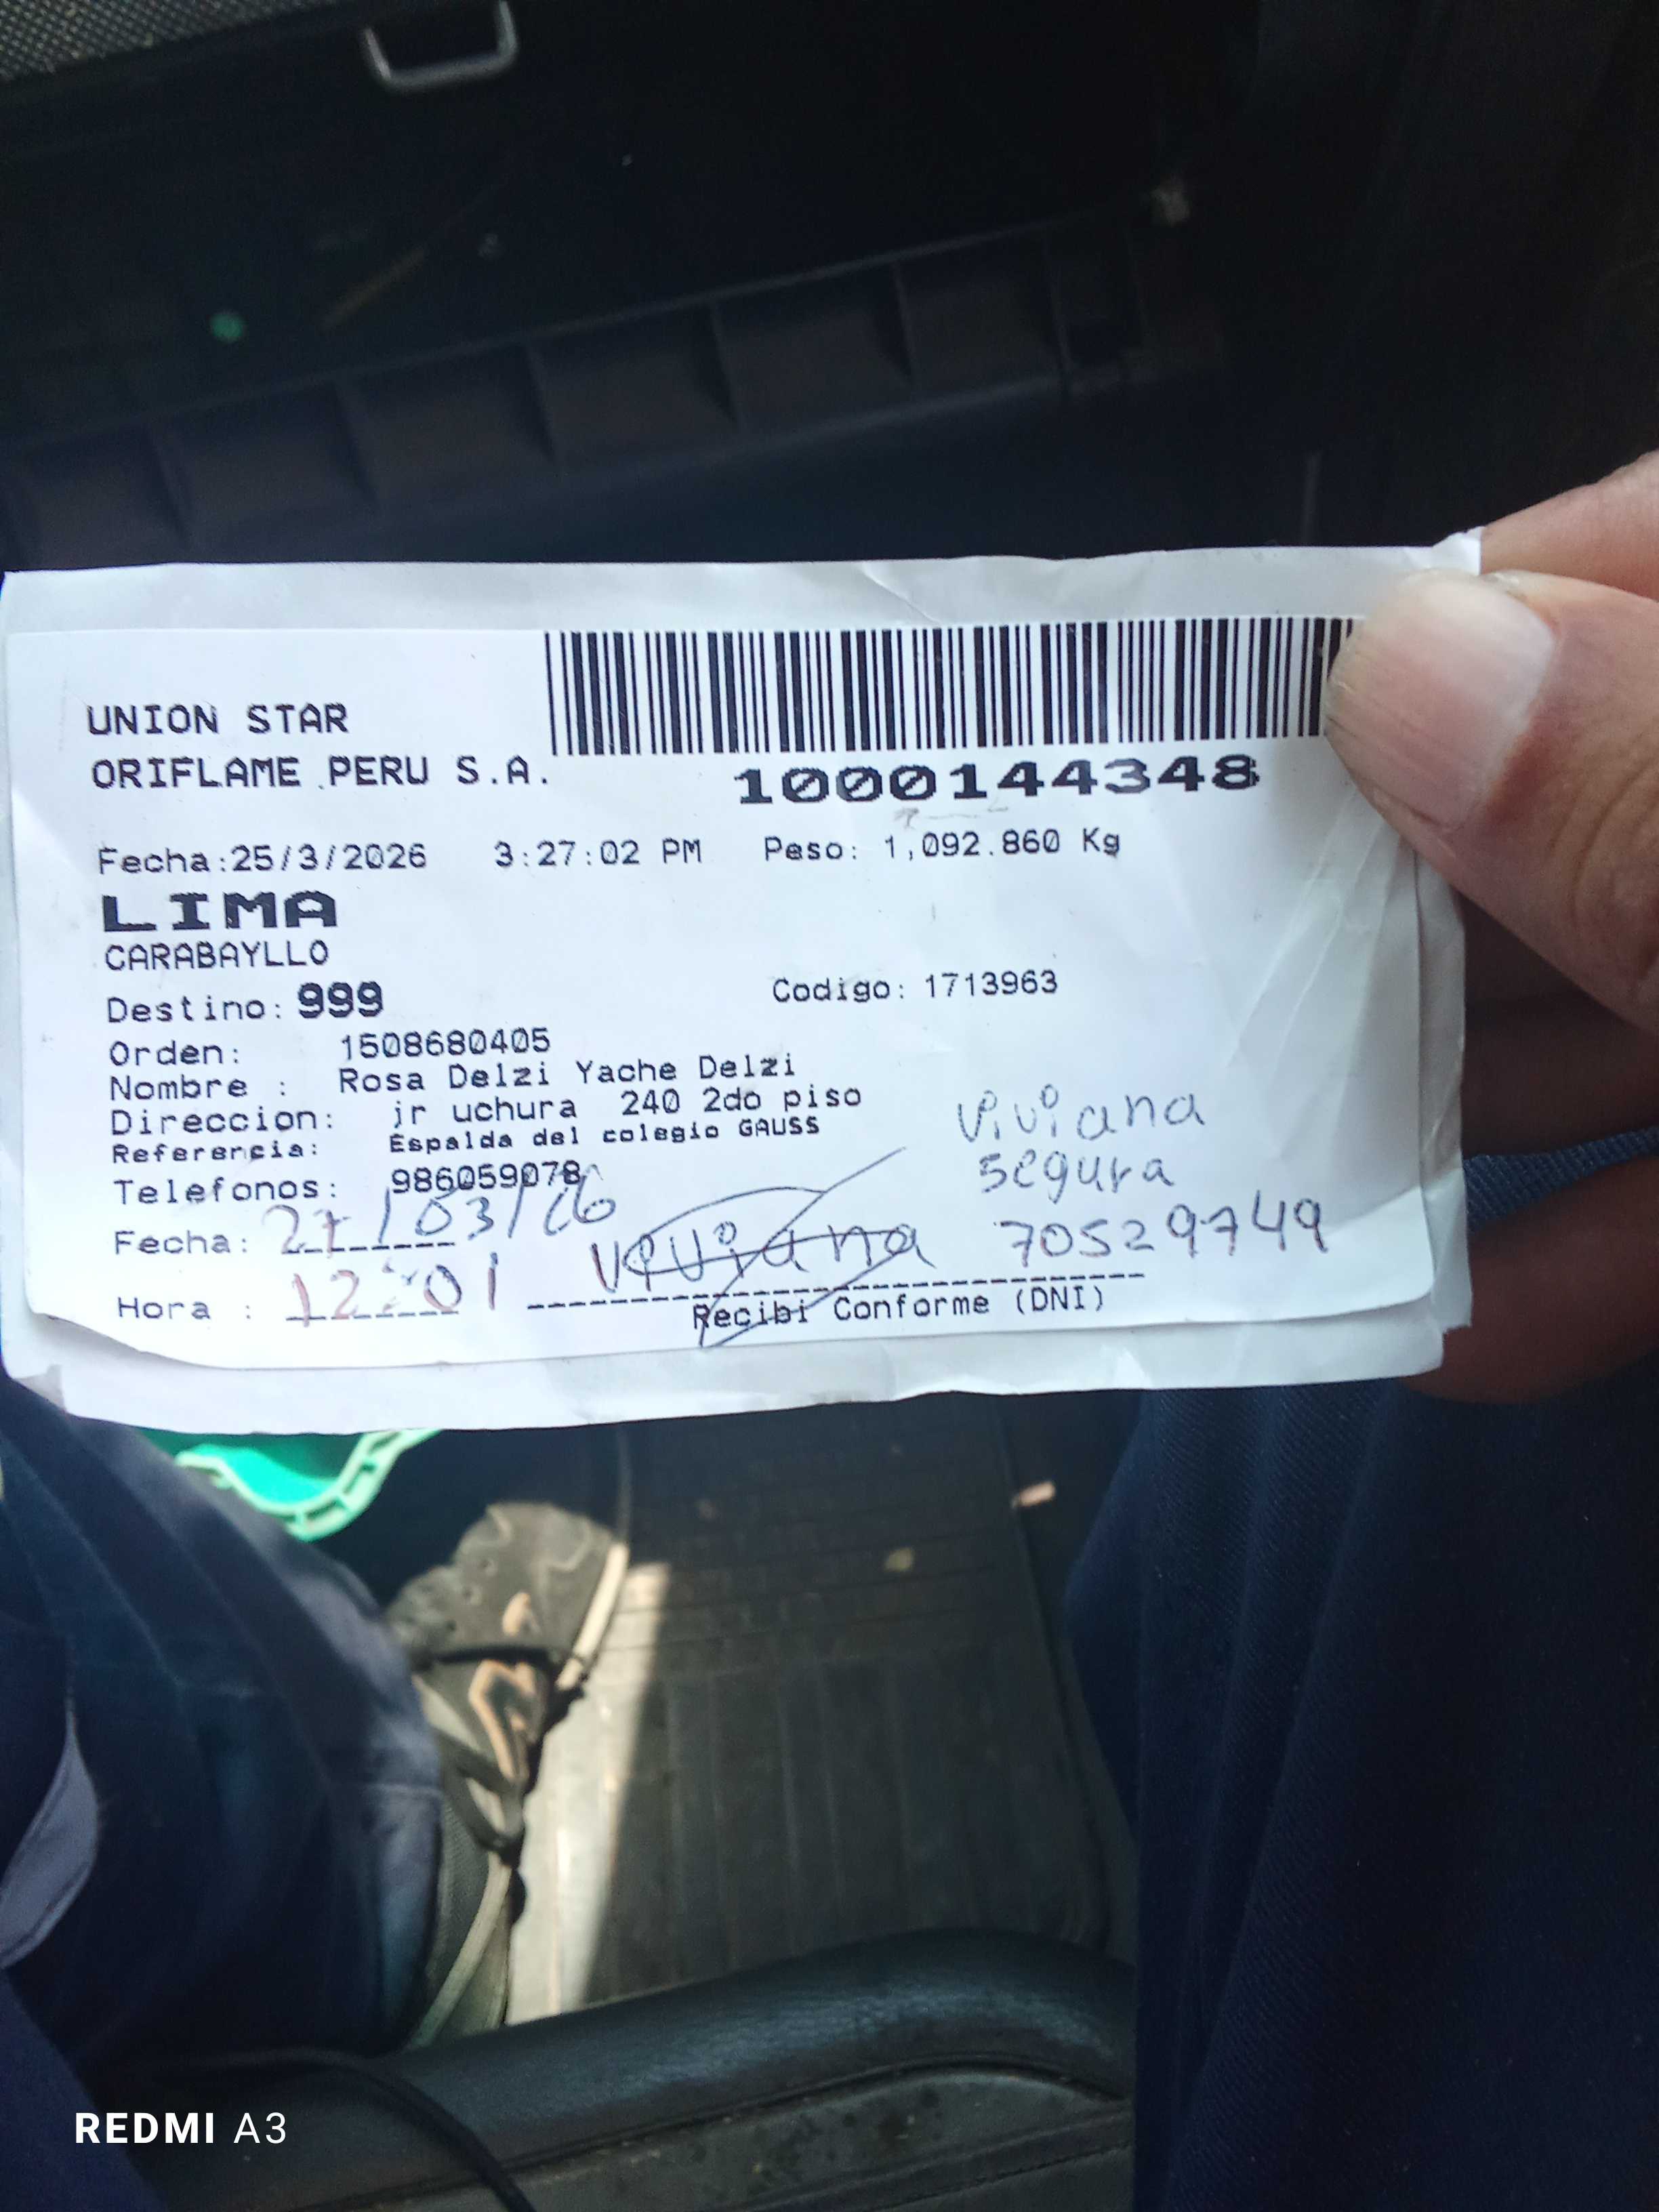 UNION STAR
ORIFLAME PERU S.A.
1000144348
Fecha:25/3/2026 3:27:02 PM Peso: 1,092.860 Kg
LIMA
CARABAYLLO
Destino: 999 Codigo: 1713963
Orden: 1508680405
Nombre : Rosa Delzi Yache Delzi
Direccion: jr uchura 240 2do piso
Referencia: Espalda del colegio GAUSS
Telefonos: 986059078
viviana
segura
70529749
Fecha: 27/03/26
Hora : 12:01
viviana
Recibi Conforme (DNI)
REDMI A3